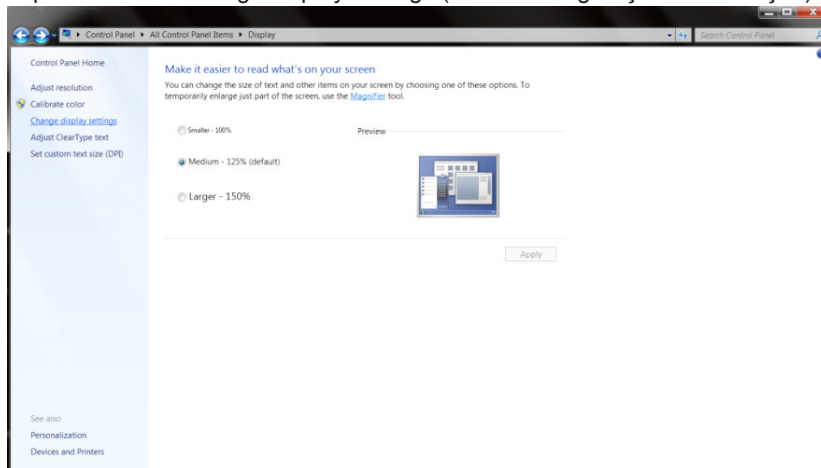 Control Panel ▸ All Control Panel Items ▸ Display
Search Control Panel
Control Panel Home
Adjust resolution
Calibrate color
Change display settings
Adjust ClearType text
Set custom text size (DPI)
Make it easier to read what's on your screen
You can change the size of text and other items on your screen by choosing one of these options. To
temporarily enlarge just part of the screen, use the Magnifier tool.
Smaller - 100%
Preview
Medium - 125% (default)
Larger - 150%
Apply
See also
Personalization
Devices and Printers